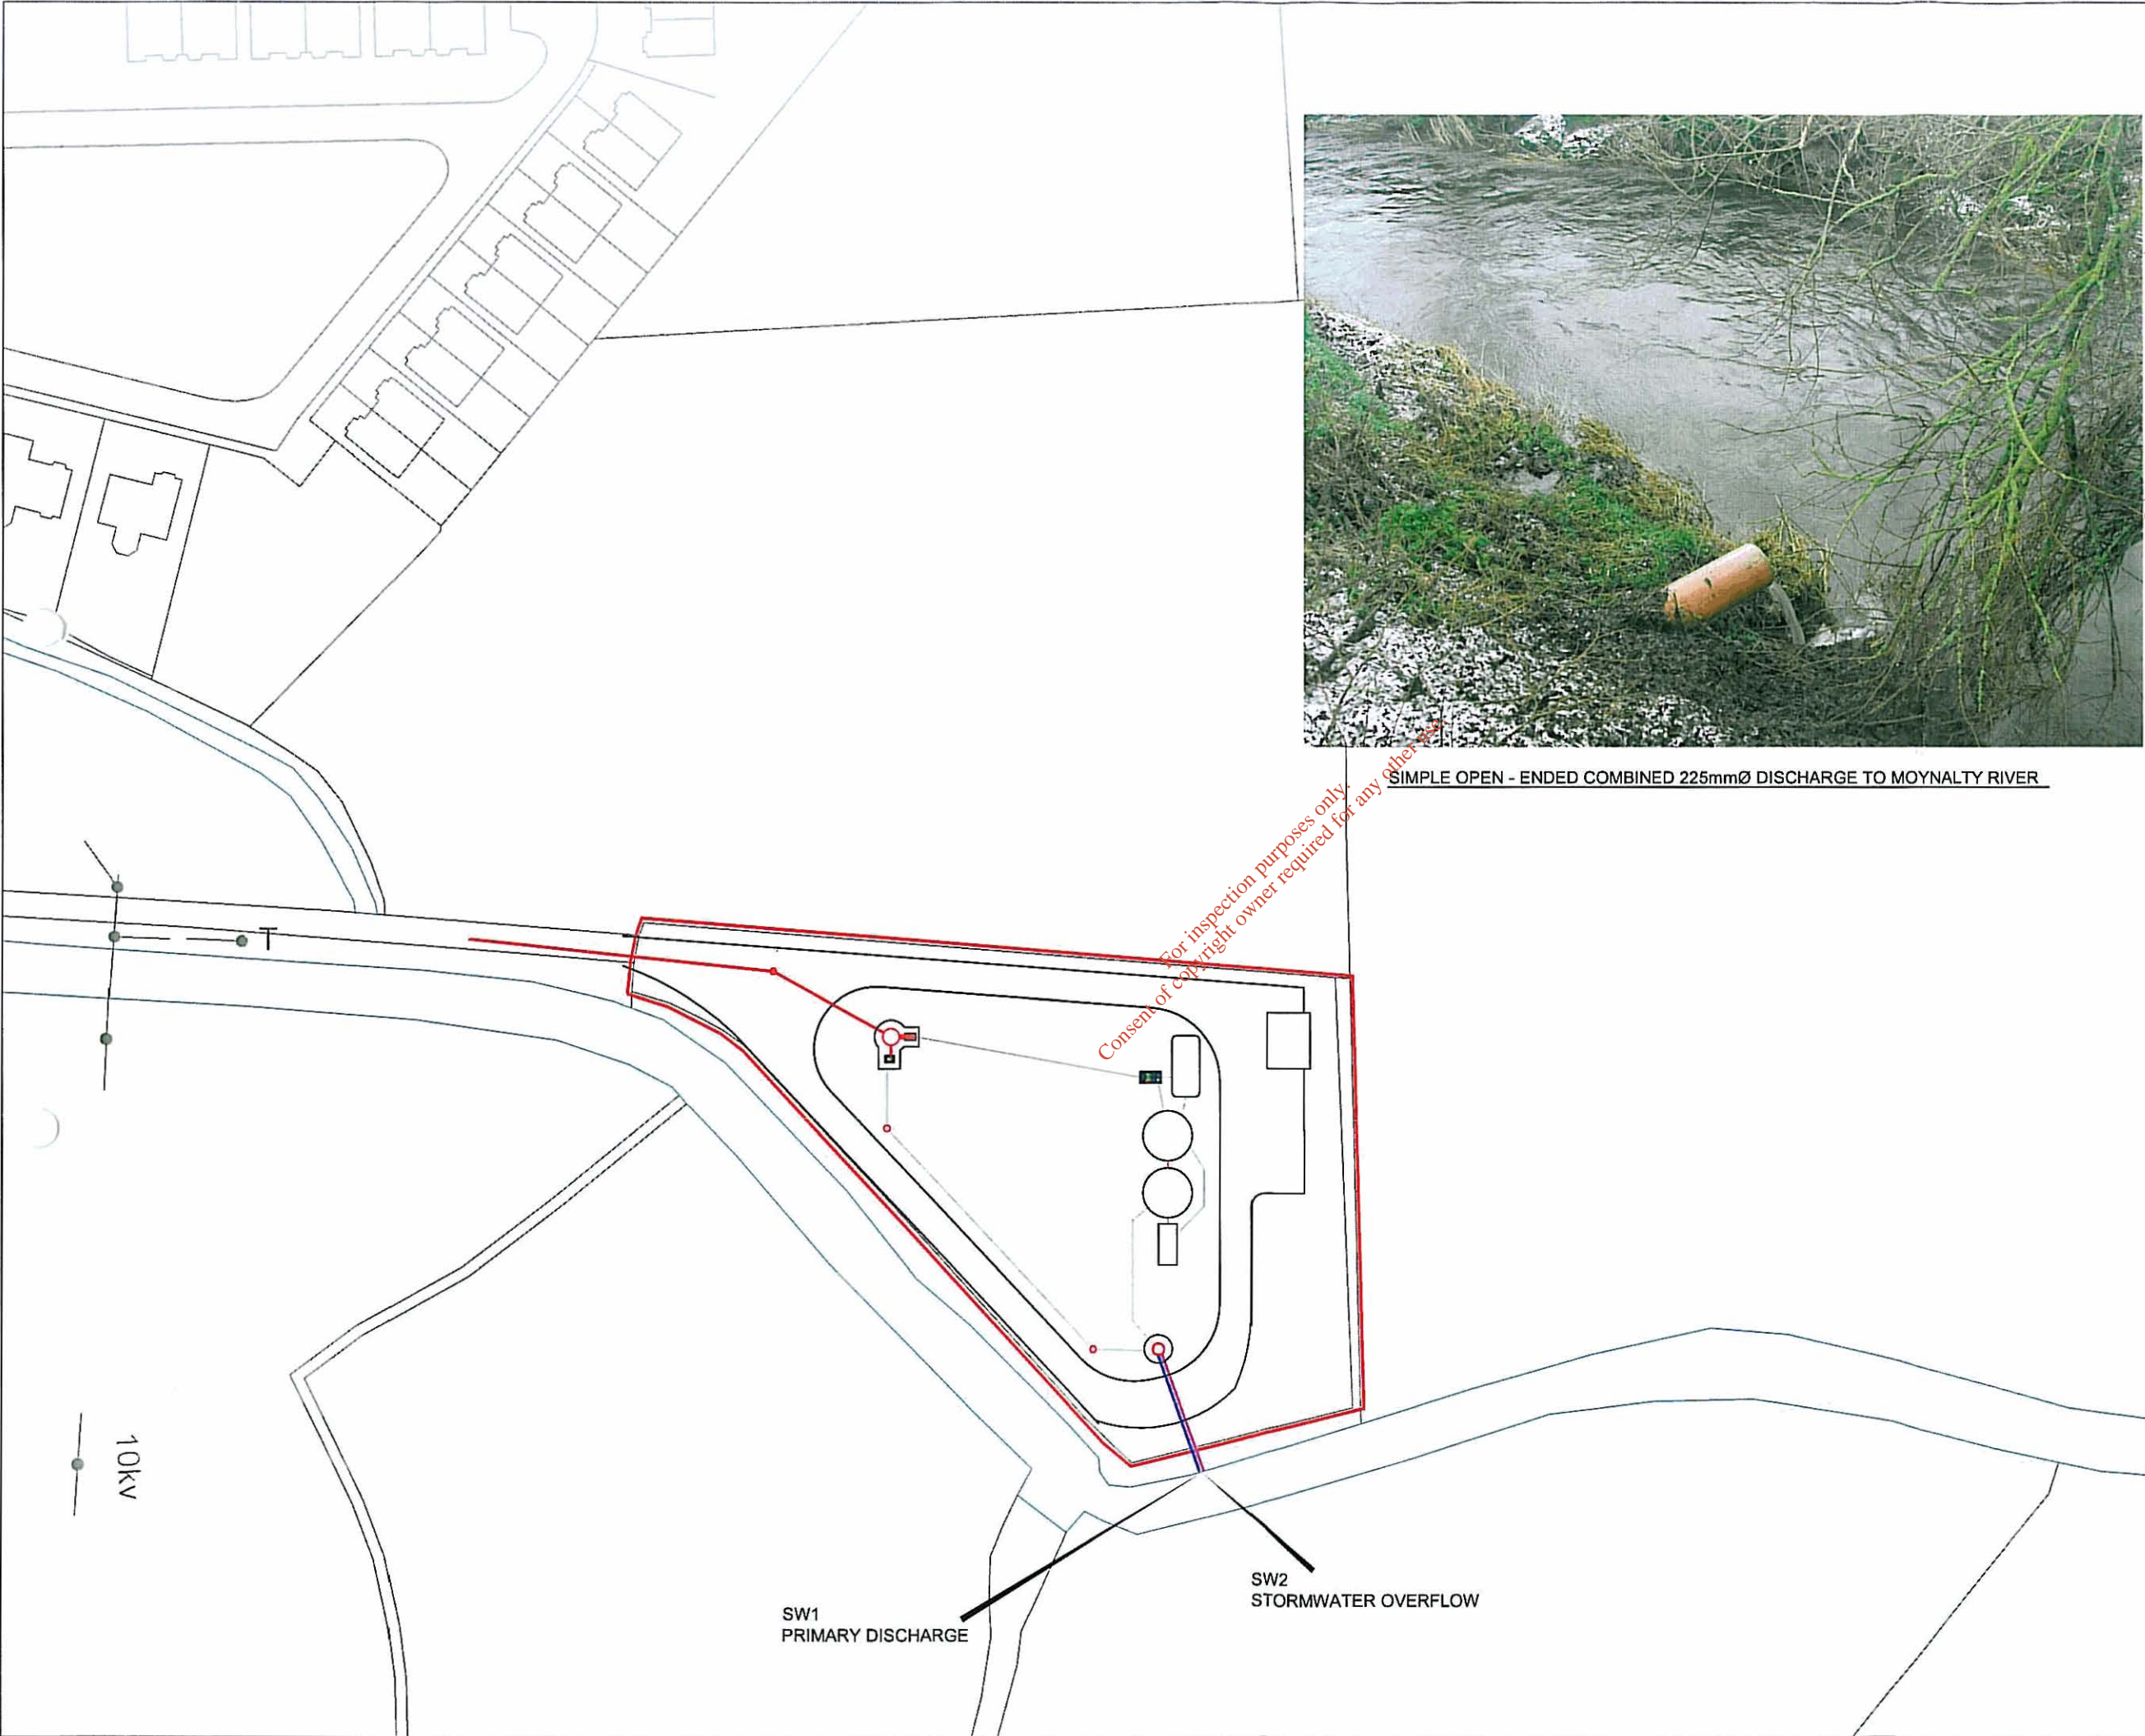 SIMPLE OPEN - ENDED COMBINED 225mmØ DISCHARGE TO MOYNALTY RIVER
For inspection purposes only.
Consent of copyright owner required for any other use.
T
10kv
SW1
PRIMARY DISCHARGE
SW2
STORMWATER OVERFLOW